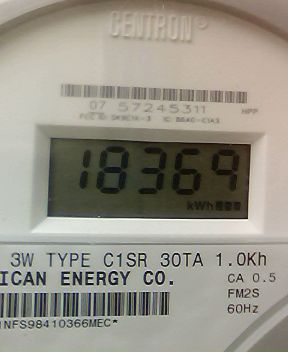 CENTRON®
07 57245311
HPP
18369
kWh
3W TYPE C1SR 30TA 1.0Kh
ICAN ENERGY CO.
CA 0.5
FM2S
60Hz
NFS98410366MEC*